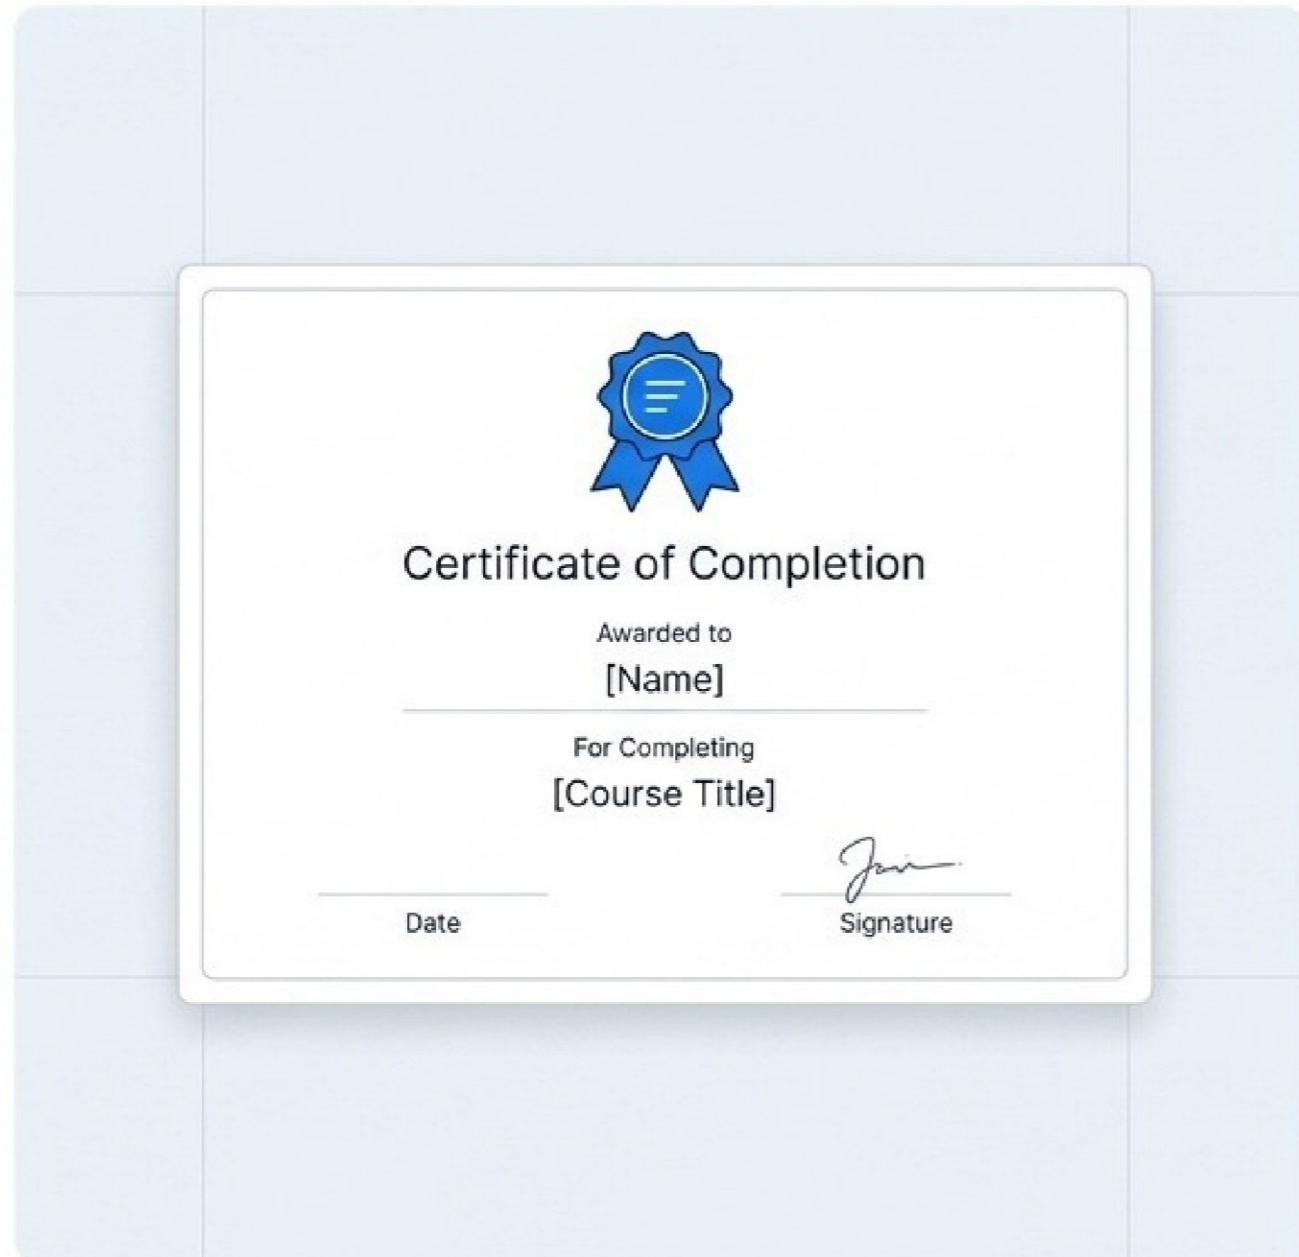 Certificate of Completion
Awarded to
[Name]
For Completing
[Course Title]
Date
Signature